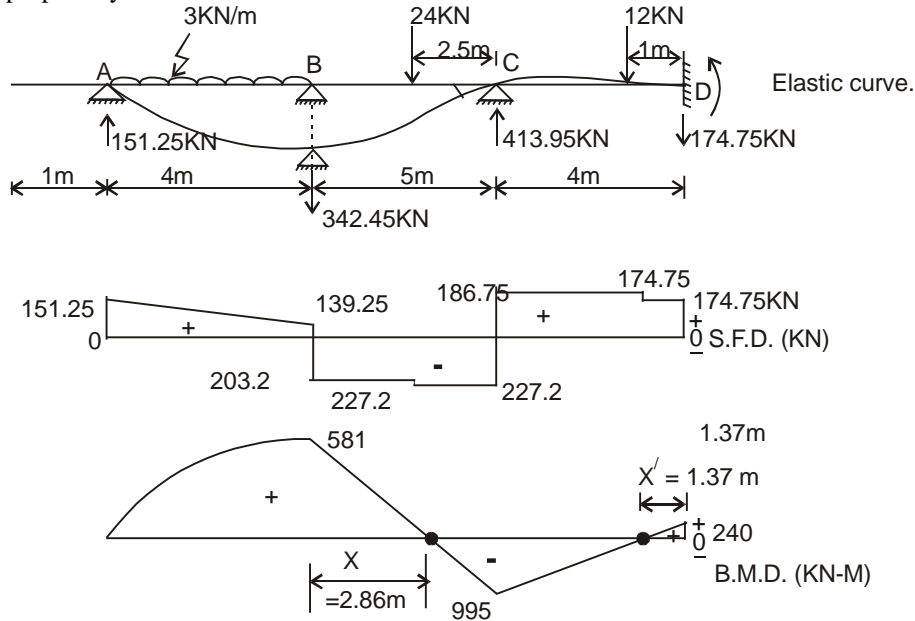 3KN/m
24KN
12KN
2.5m
1m
A
B
C
D
Elastic curve.
151.25KN
413.95KN
174.75KN
1m
4m
5m
4m
342.45KN
151.25
139.25
186.75
174.75
174.75KN
+
+
+
0
0 S.F.D. (KN)
-
203.2
227.2
227.2
581
1.37m
X/ = 1.37 m
+
+
+
240
0
-
X
=2.86m
B.M.D. (KN-M)
995